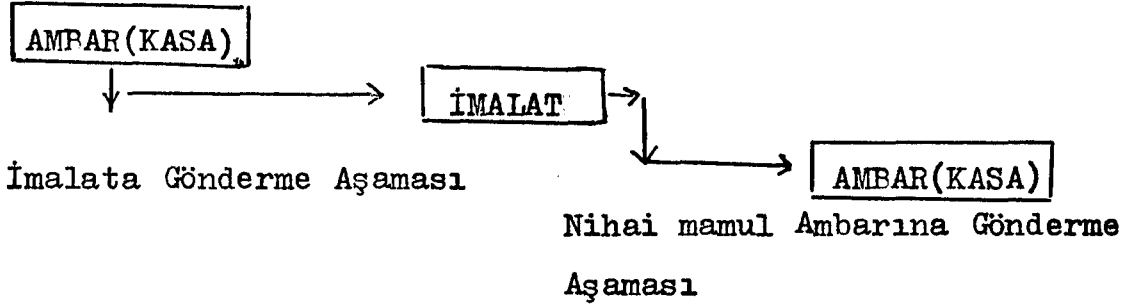 AMBAR(KASA)
İMALAT
İmalata Gönderme Aşaması
AMBAR(KASA)
Nihai mamul Ambarına Gönderme
Aşaması